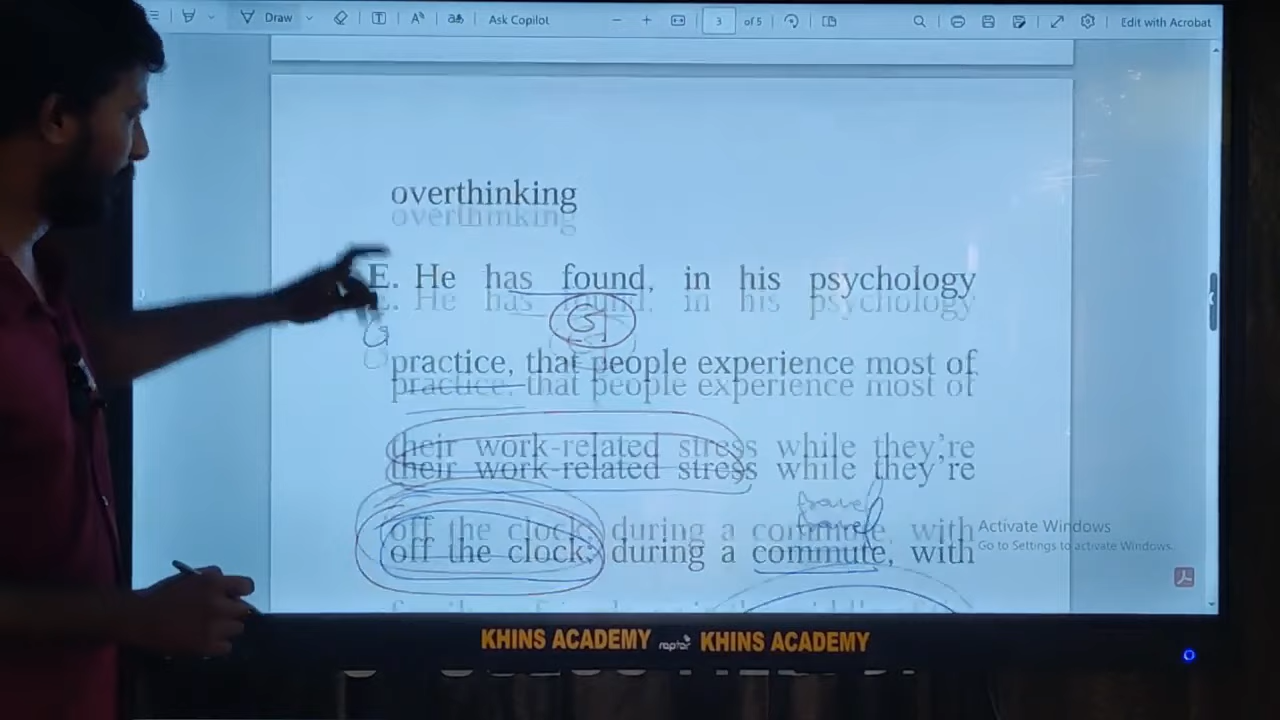 Draw
Ask Copilot
3 of 5
Edit with Acrobat
overthinking
E. He has found, in his psychology
G
practice, that people experience most of
their work-related stress while they're
travel
off the clock: during a commute, with
Activate Windows
Go to Settings to activate Windows.
KHINS ACADEMY raptor KHINS ACADEMY